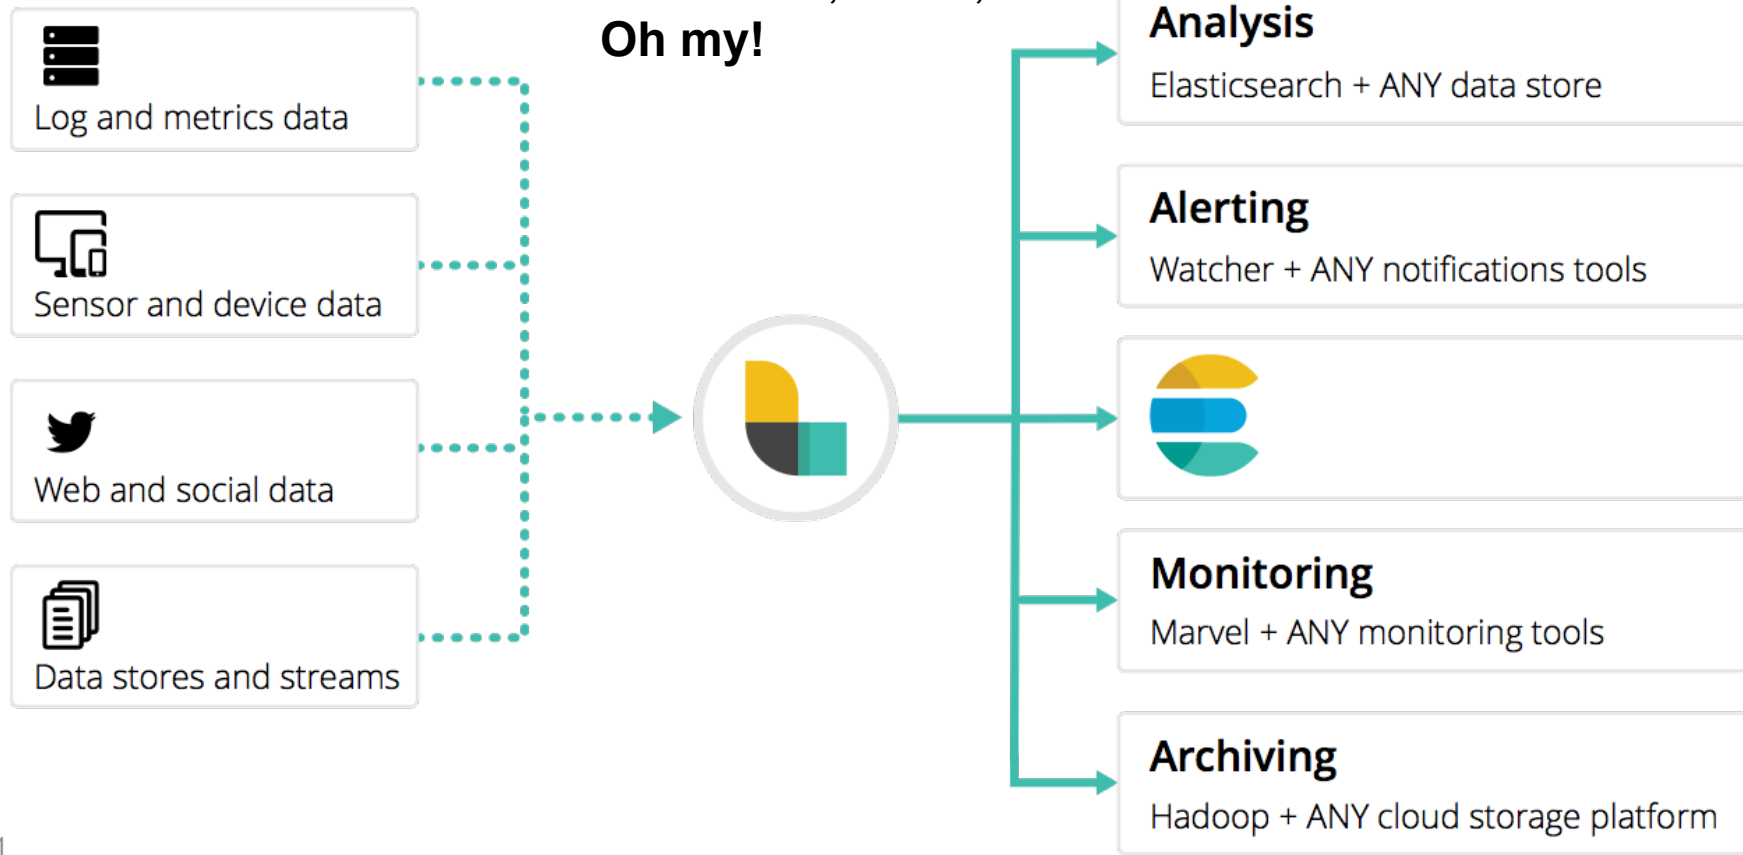 Oh my!
Log and metrics data
Sensor and device data
Web and social data
Data stores and streams
Analysis
Elasticsearch + ANY data store
Alerting
Watcher + ANY notifications tools
Monitoring
Marvel + ANY monitoring tools
Archiving
Hadoop + ANY cloud storage platform